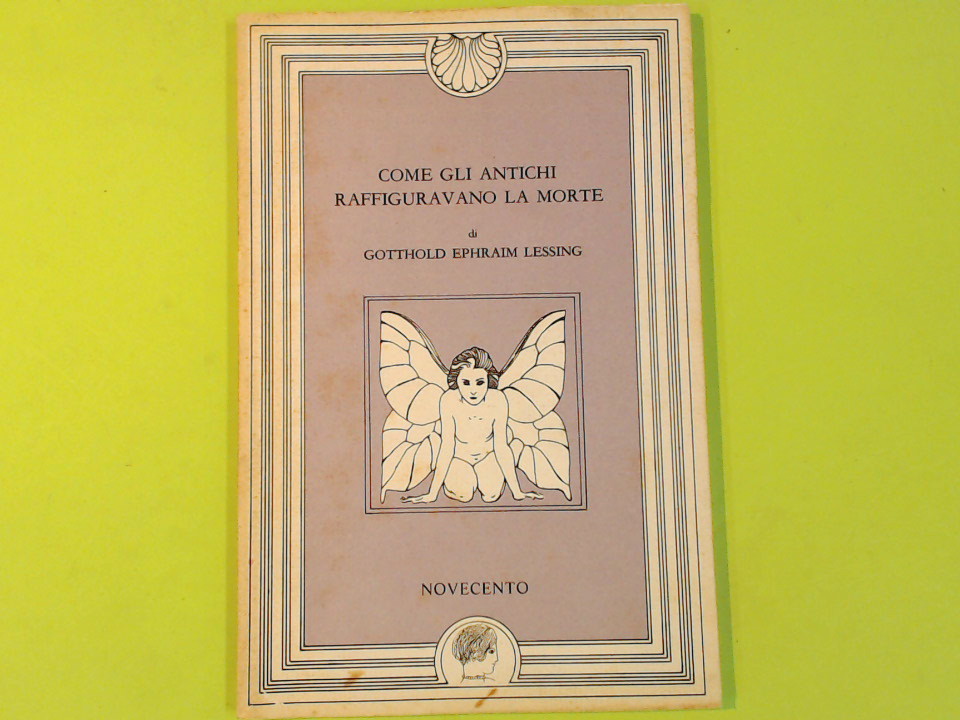 COME GLI ANTICHI
RAFFIGURAVANO LA MORTE
di
GOTTHOLD EPHRAIM LESSING
NOVECENTO